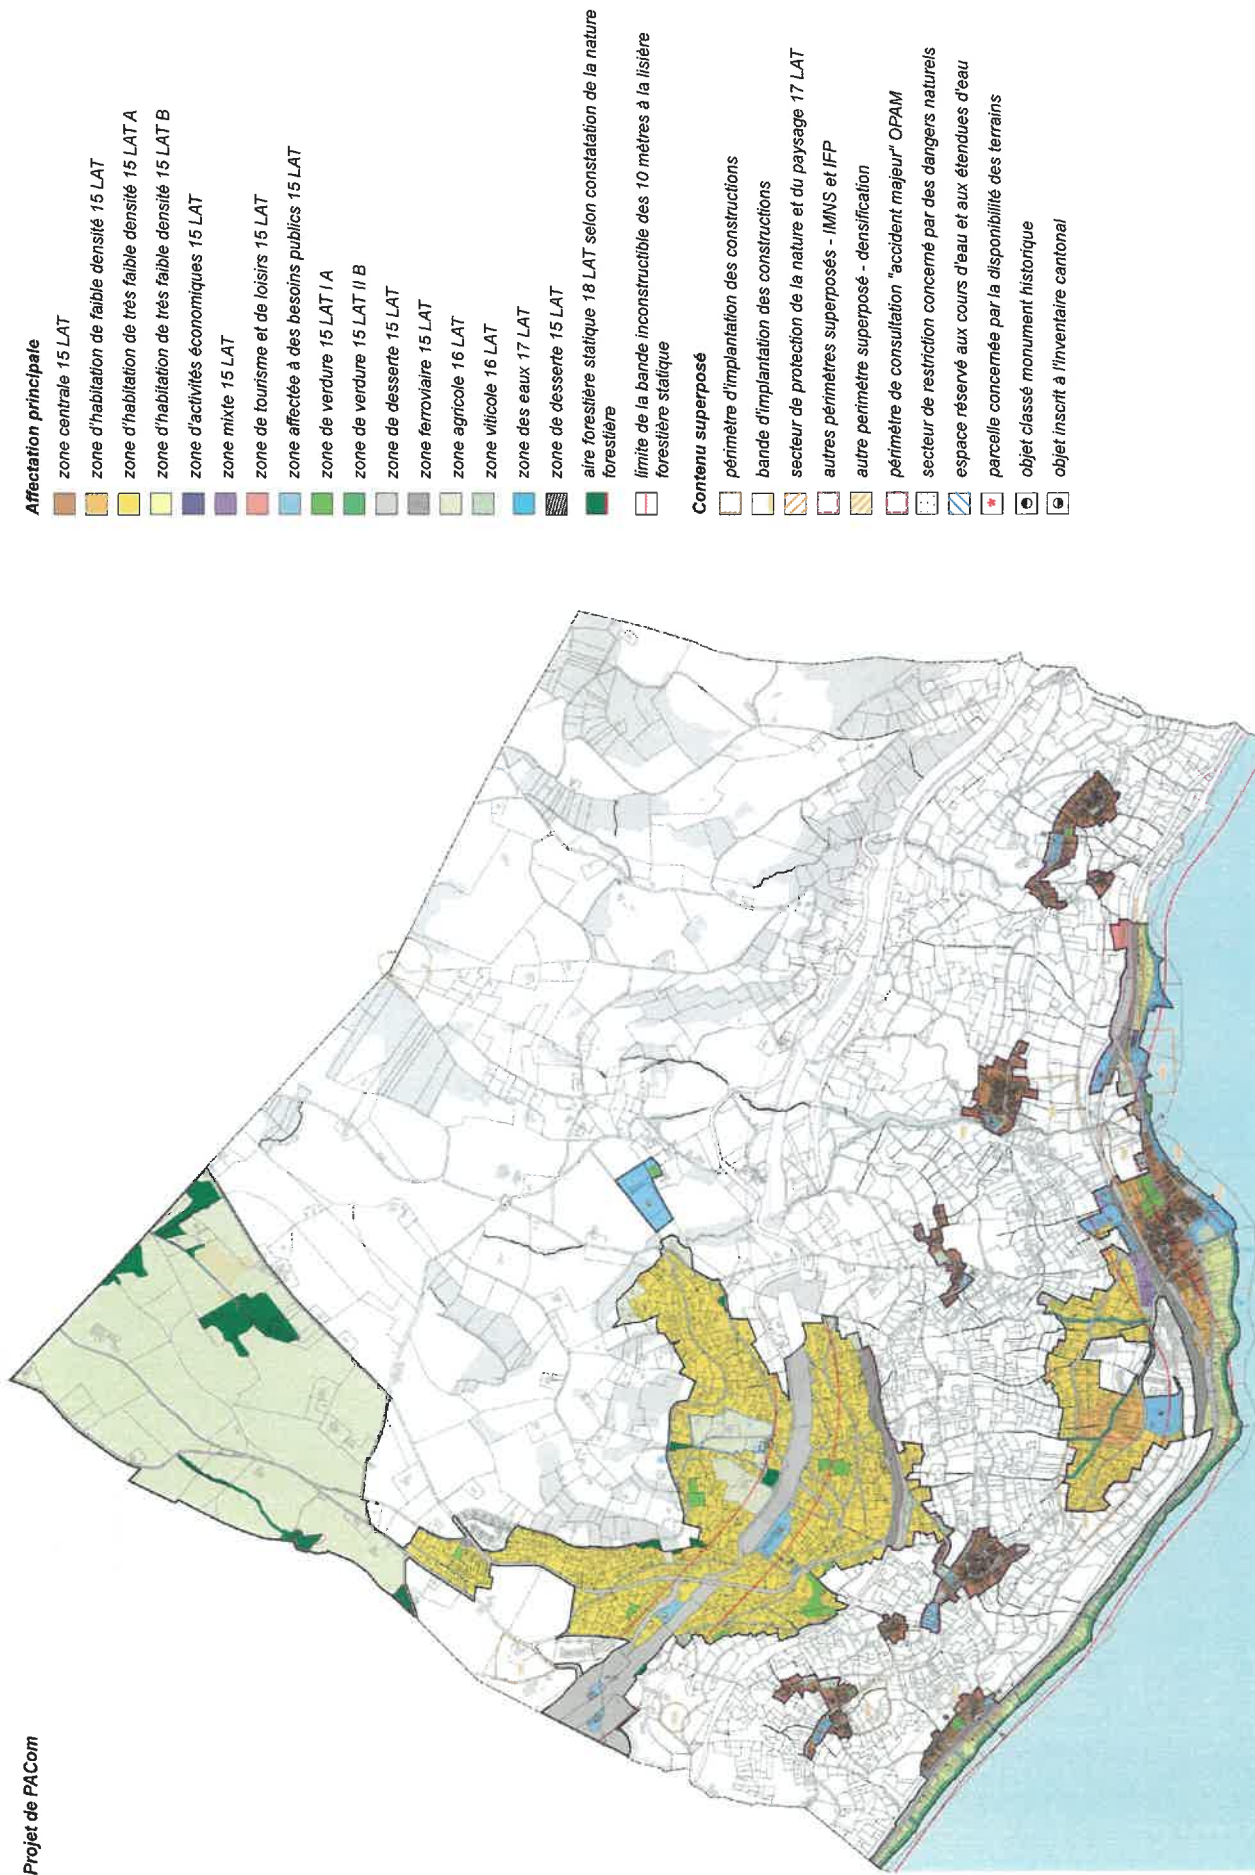 Projet de PACom
Affectation principale
zone centrale 15 LAT
zone d'habitation de faible densité 15 LAT
zone d'habitation de très faible densité 15 LAT A
zone d'habitation de très faible densité 15 LAT B
zone d'activités économiques 15 LAT
zone mixte 15 LAT
zone de tourisme et de loisirs 15 LAT
zone affectée à des besoins publics 15 LAT
zone de verdure 15 LAT I A
zone de verdure 15 LAT II B
zone de desserte 15 LAT
zone ferroviaire 15 LAT
zone agricole 16 LAT
zone viticole 16 LAT
zone des eaux 17 LAT
zone de desserte 15 LAT
aire forestière statique 18 LAT selon constatation de la nature
forestière
limite de la bande inconstructible des 10 mètres à la lisière
forestière statique
Contenu superposé
périmètre d'implantation des constructions
bande d'implantation des constructions
secteur de protection de la nature et du paysage 17 LAT
autres périmètres superposés - IMNS et IFP
autre perimètre superposé - densification
périmètre de consultation "accident majeur" OPAM
secteur de restriction concerné par des dangers naturels
espace réservé aux cours d'eau et aux étendues d'eau
parcelle concernée par la disponibilité des terrains
objet classé monument historique
objet inscrit à l'inventaire cantonal